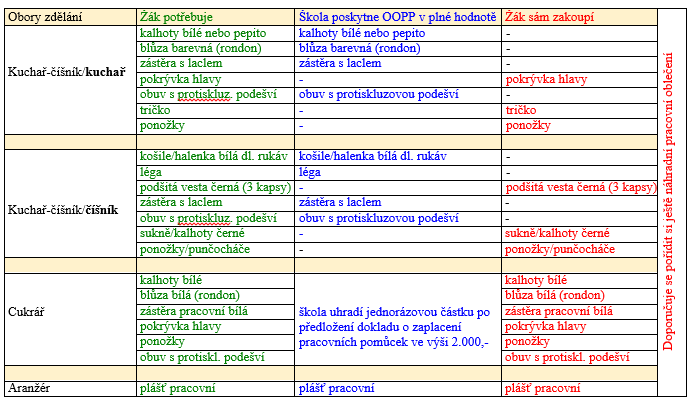 Obory zdělání Žák potřebuje Škola poskytne OOPP v plné hodnotě Žák sám zakoupí
Kuchař-číšník/kuchař
kalhoty bílé nebo pepito kalhoty bílé nebo pepito -
blůza barevná (rondon) blůza barevná (rondon) -
zástěra s laclem zástěra s laclem -
pokrývka hlavy - pokrývka hlavy
obuv s protiskluz. podešví obuv s protiskluzovou podešví -
tričko - tričko
ponožky - ponožky
Kuchař-číšník/číšník
košile/halenka bílá dl. rukáv košile/halenka bílá dl. rukáv -
léga léga -
podšitá vesta černá (3 kapsy) - podšitá vesta černá (3 kapsy)
zástěra s laclem zástěra s laclem -
obuv s protiskluz. podešví obuv s protiskluzovou podešví -
sukně/kalhoty černé - sukně/kalhoty černé
ponožky/punčocháče - ponožky/punčocháče
Cukrář
kalhoty bílé
blůza bílá (rondon)
zástěra pracovní bílá
pokrývka hlavy
ponožky
obuv s protiskl. podešví
škola uhradí jednorázovou částku po
předložení dokladu o zaplacení
pracovních pomůcek ve výši 2.000,-
kalhoty bílé
blůza bílá (rondon)
zástěra pracovní bílá
pokrývka hlavy
ponožky
obuv s protiskl. podešví
Aranžér plášť pracovní plášť pracovní plášť pracovní
Doporučuje se pořídit si ještě náhradní pracovní oblečení